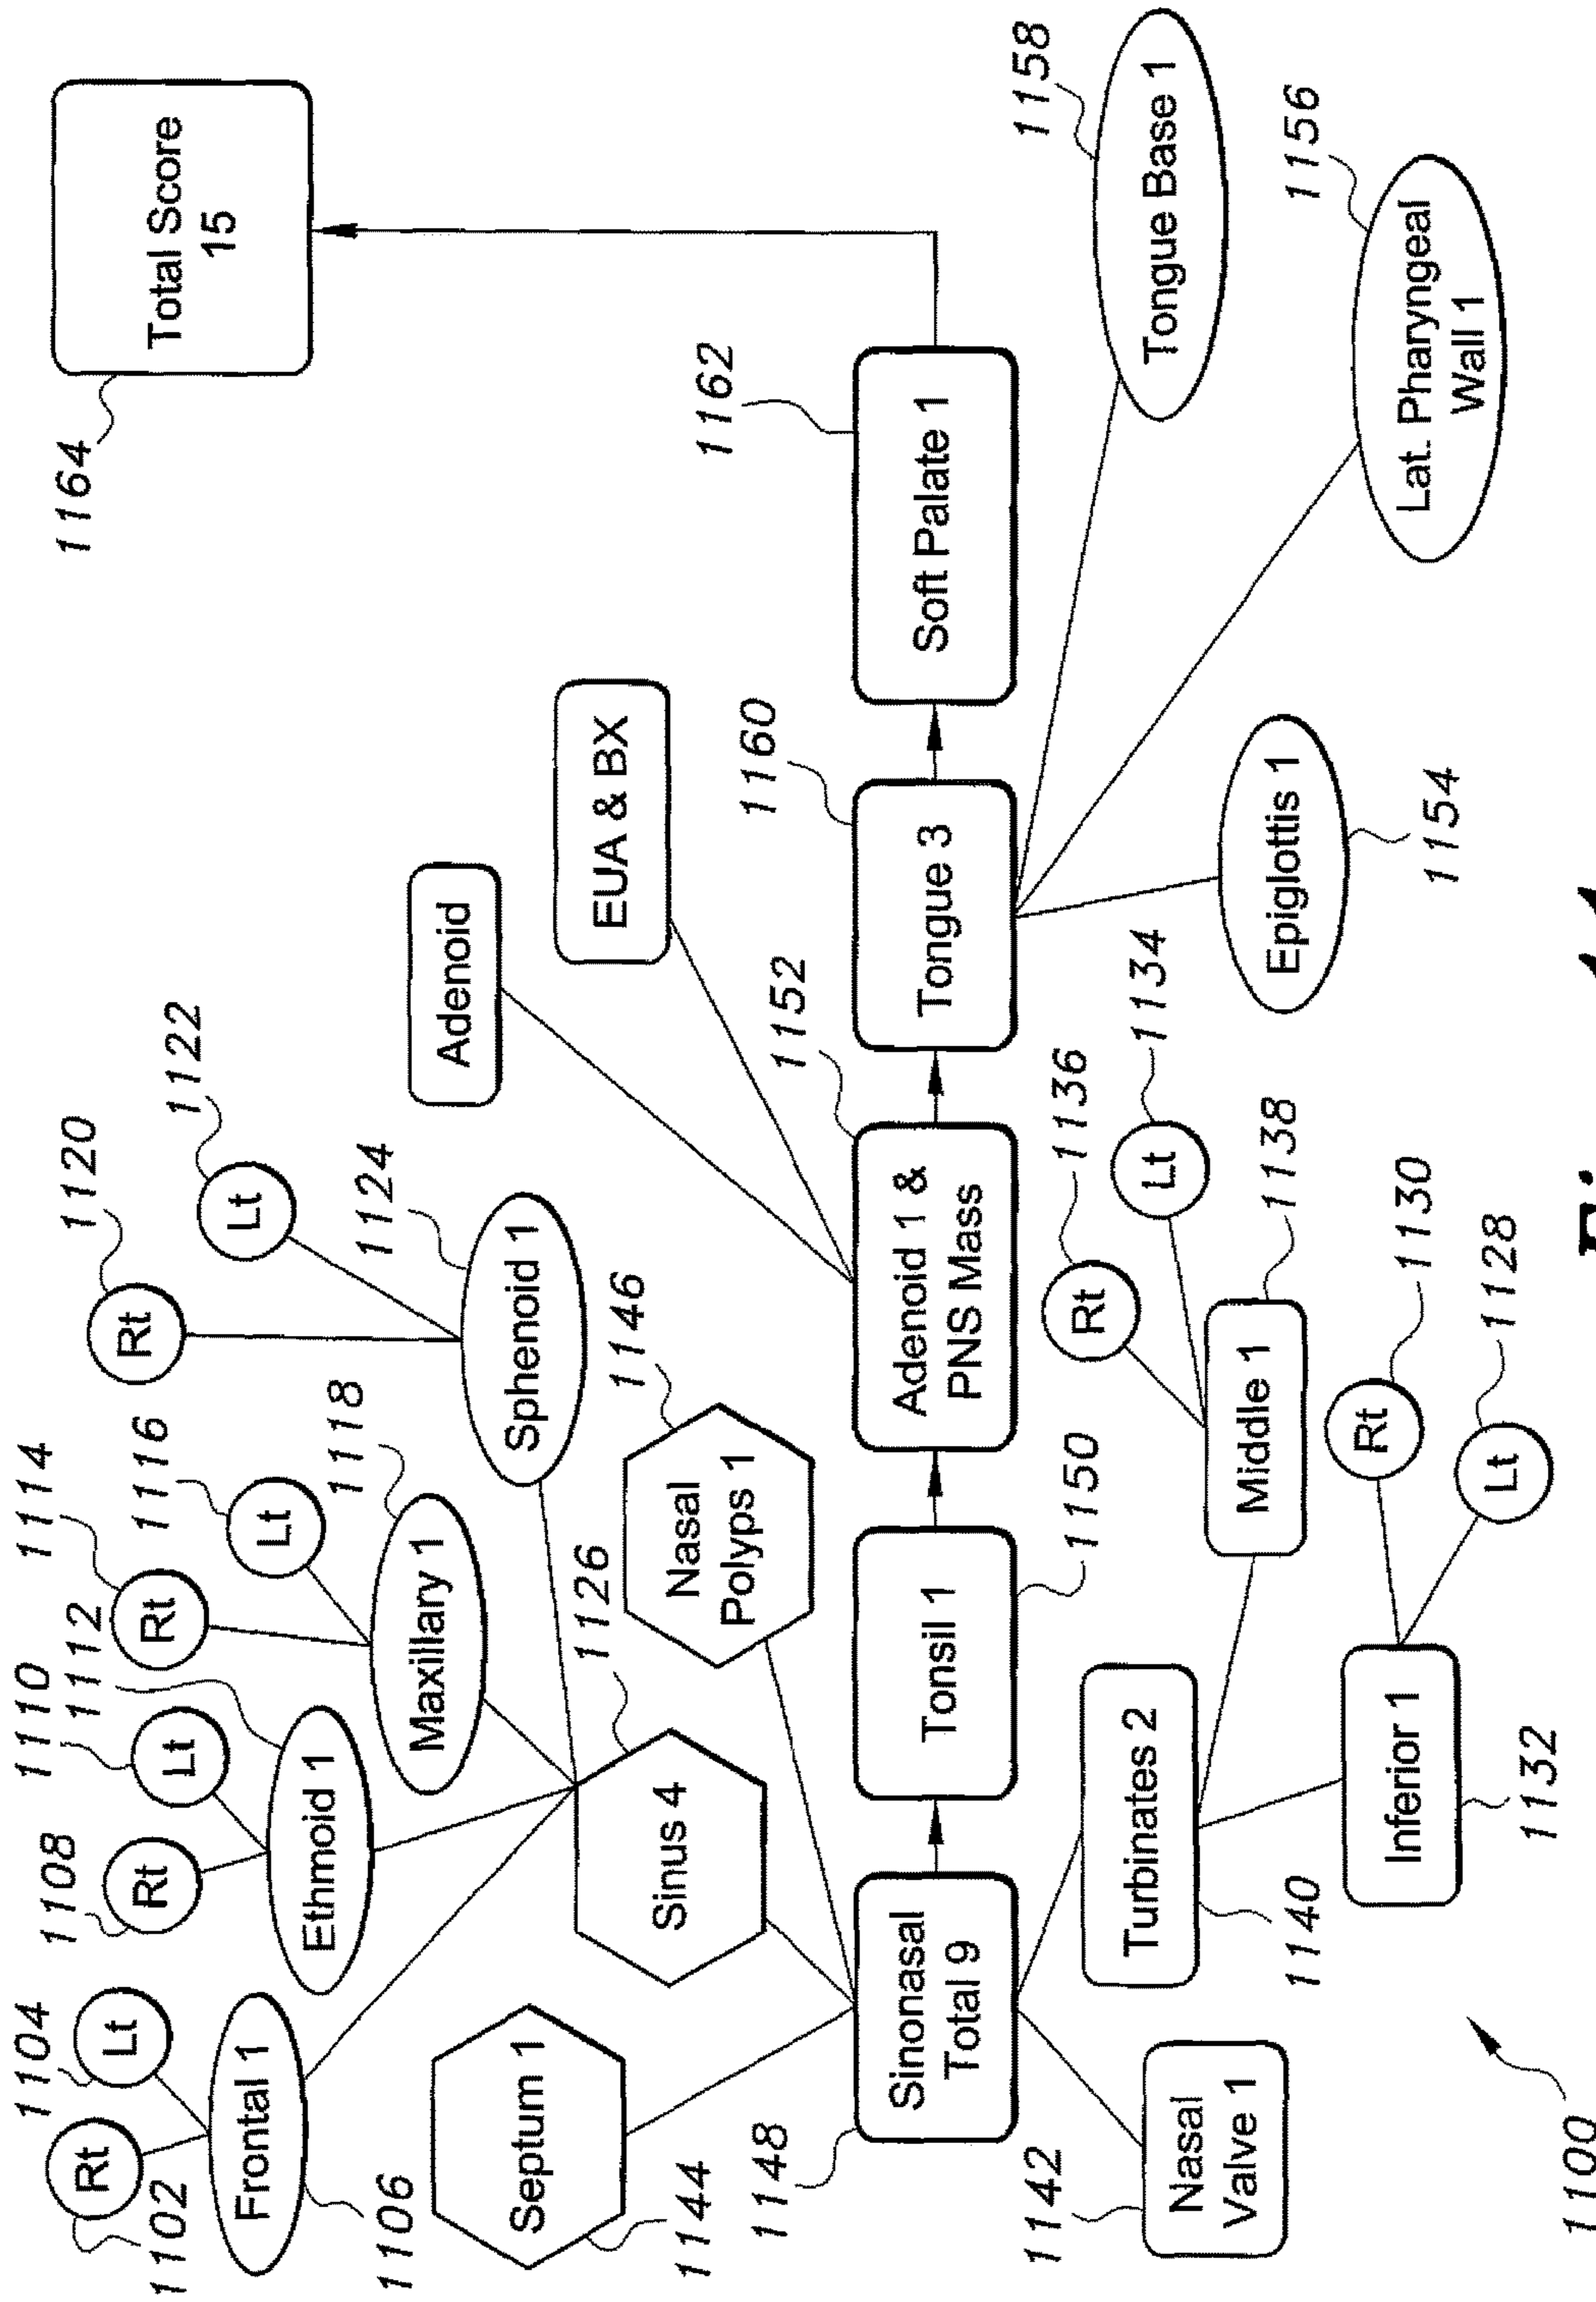 1102
Rt
1104
Lt
Frontal 1
1106
1108
Rt
1110
Lt
1112
Ethmoid 1
1114
Rt
1116
Lt
1118
Maxillary 1
1120
Rt
1122
Lt
1124
Sphenoid 1
Septum 1
1144
Sinus 4
1126
Nasal
Polyps 1
1146
Adenoid
EUA & BX
Total Score
15
1164
1148
Sinonasal
Total 9
Tonsil 1
1150
Adenoid 1 &
PNS Mass
1152
Tongue 3
1160
Soft Palate 1
1162
1142
Nasal
Valve 1
Turbinates 2
1140
Middle 1
1138
Rt
1136
Lt
1134
Inferior 1
1132
Rt
1130
Lt
1128
Epiglottis 1
1154
Tongue Base 1
1158
Lat. Pharyngeal
Wall 1
1156
1100